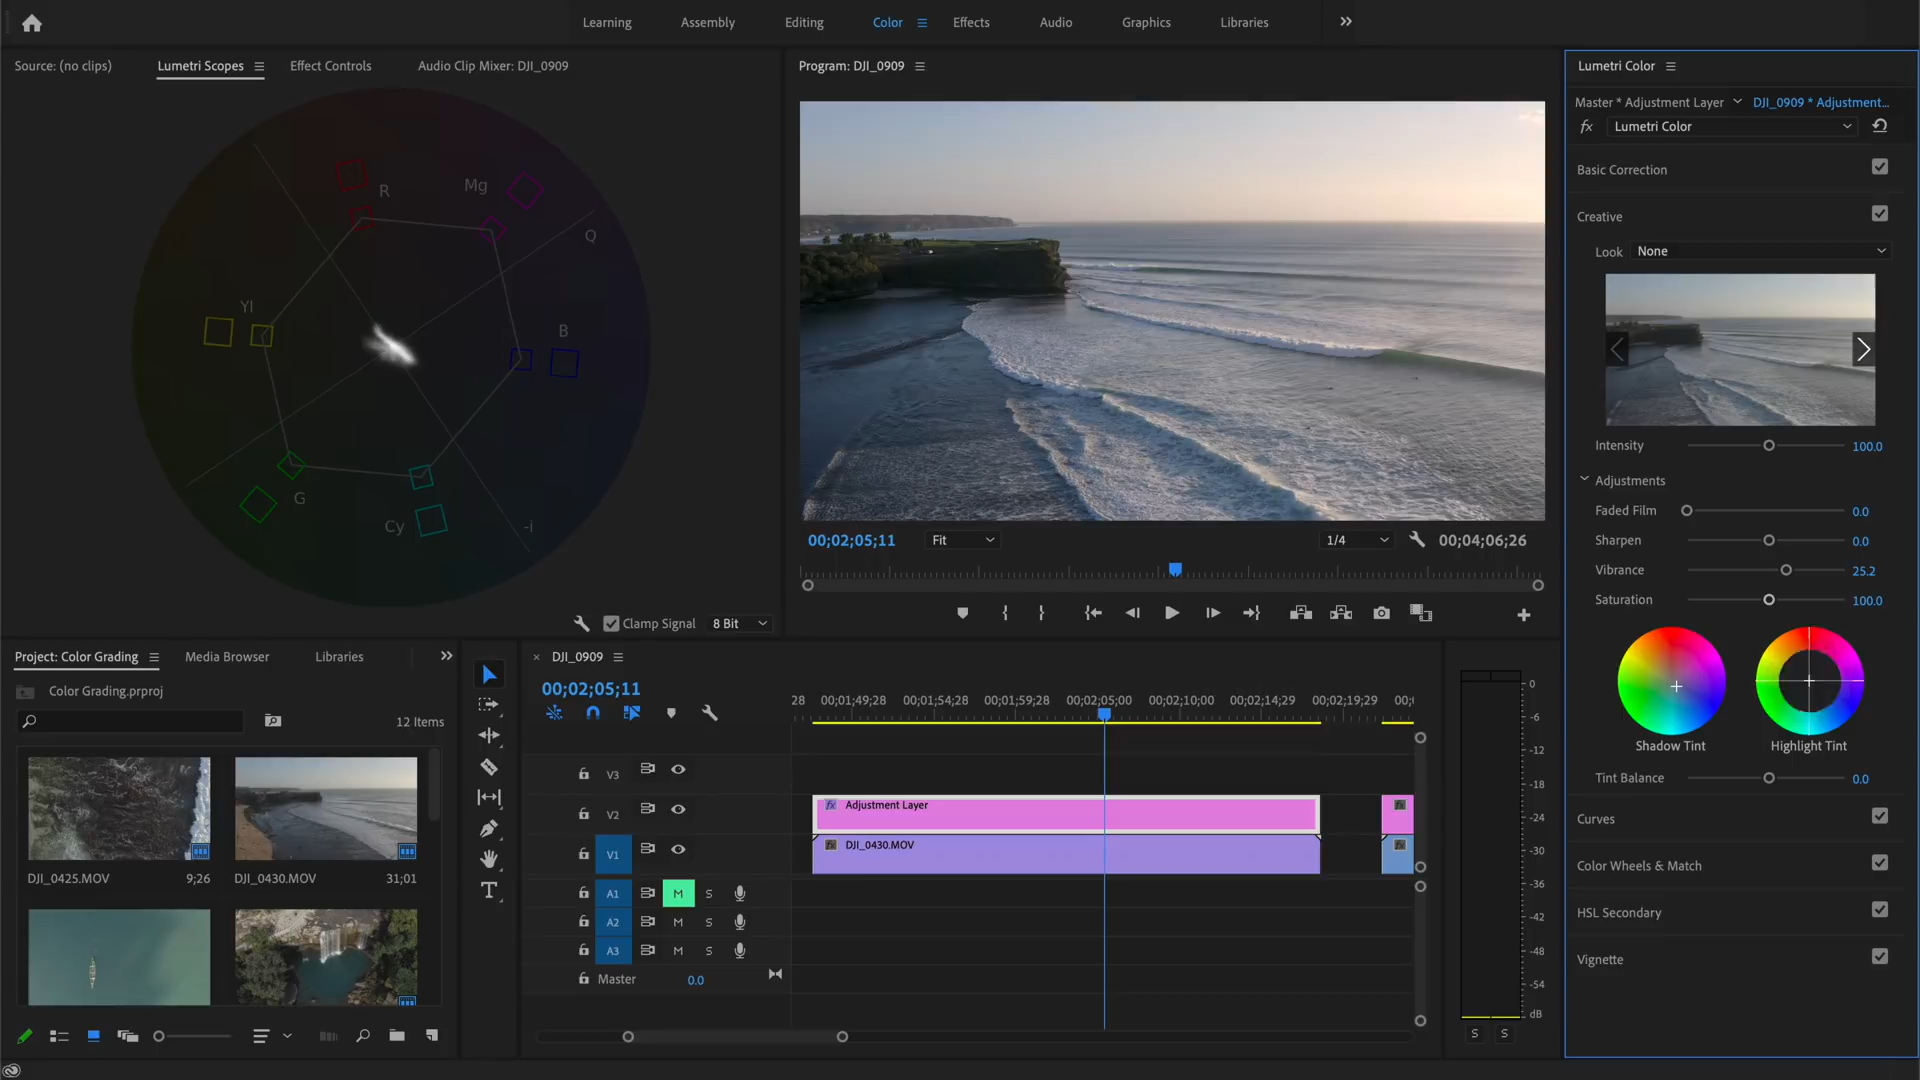 Learning Assembly Editing Color Effects Audio Graphics Libraries
Source: (no clips) Lumetri Scopes Effect Controls Audio Clip Mixer: DJI_0909
R Mg Q Yl B G Cy -i
Clamp Signal 8 Bit
Program: DJI_0909
00;02;05;11 Fit 1/4 00;04;06;26
Lumetri Color
Master * Adjustment Layer DJI_0909 * Adjustment...
fx Lumetri Color
Basic Correction
Creative
Look None
Intensity 100.0
Adjustments
Faded Film 0.0
Sharpen 0.0
Vibrance 25.2
Saturation 100.0
Shadow Tint Highlight Tint
Tint Balance 0.0
Curves
Color Wheels & Match
HSL Secondary
Vignette
Project: Color Grading Media Browser Libraries
Color Grading.prproj
12 Items
DJI_0425.MOV 9;26 DJI_0430.MOV 31;01
T
DJI_0909
00;02;05;11
28 00;01;49;28 00;01;54;28 00;01;59;28 00;02;05;00 00;02;10;00 00;02;14;29 00;02;19;29 00;
V3
V2 fx Adjustment Layer fx
V1 fx DJI_0430.MOV fx
A1 M S
A2 M S
A3 M S
Master 0.0
0
-6
-12
-18
-24
-30
-36
-42
-48
-54
dB
S S